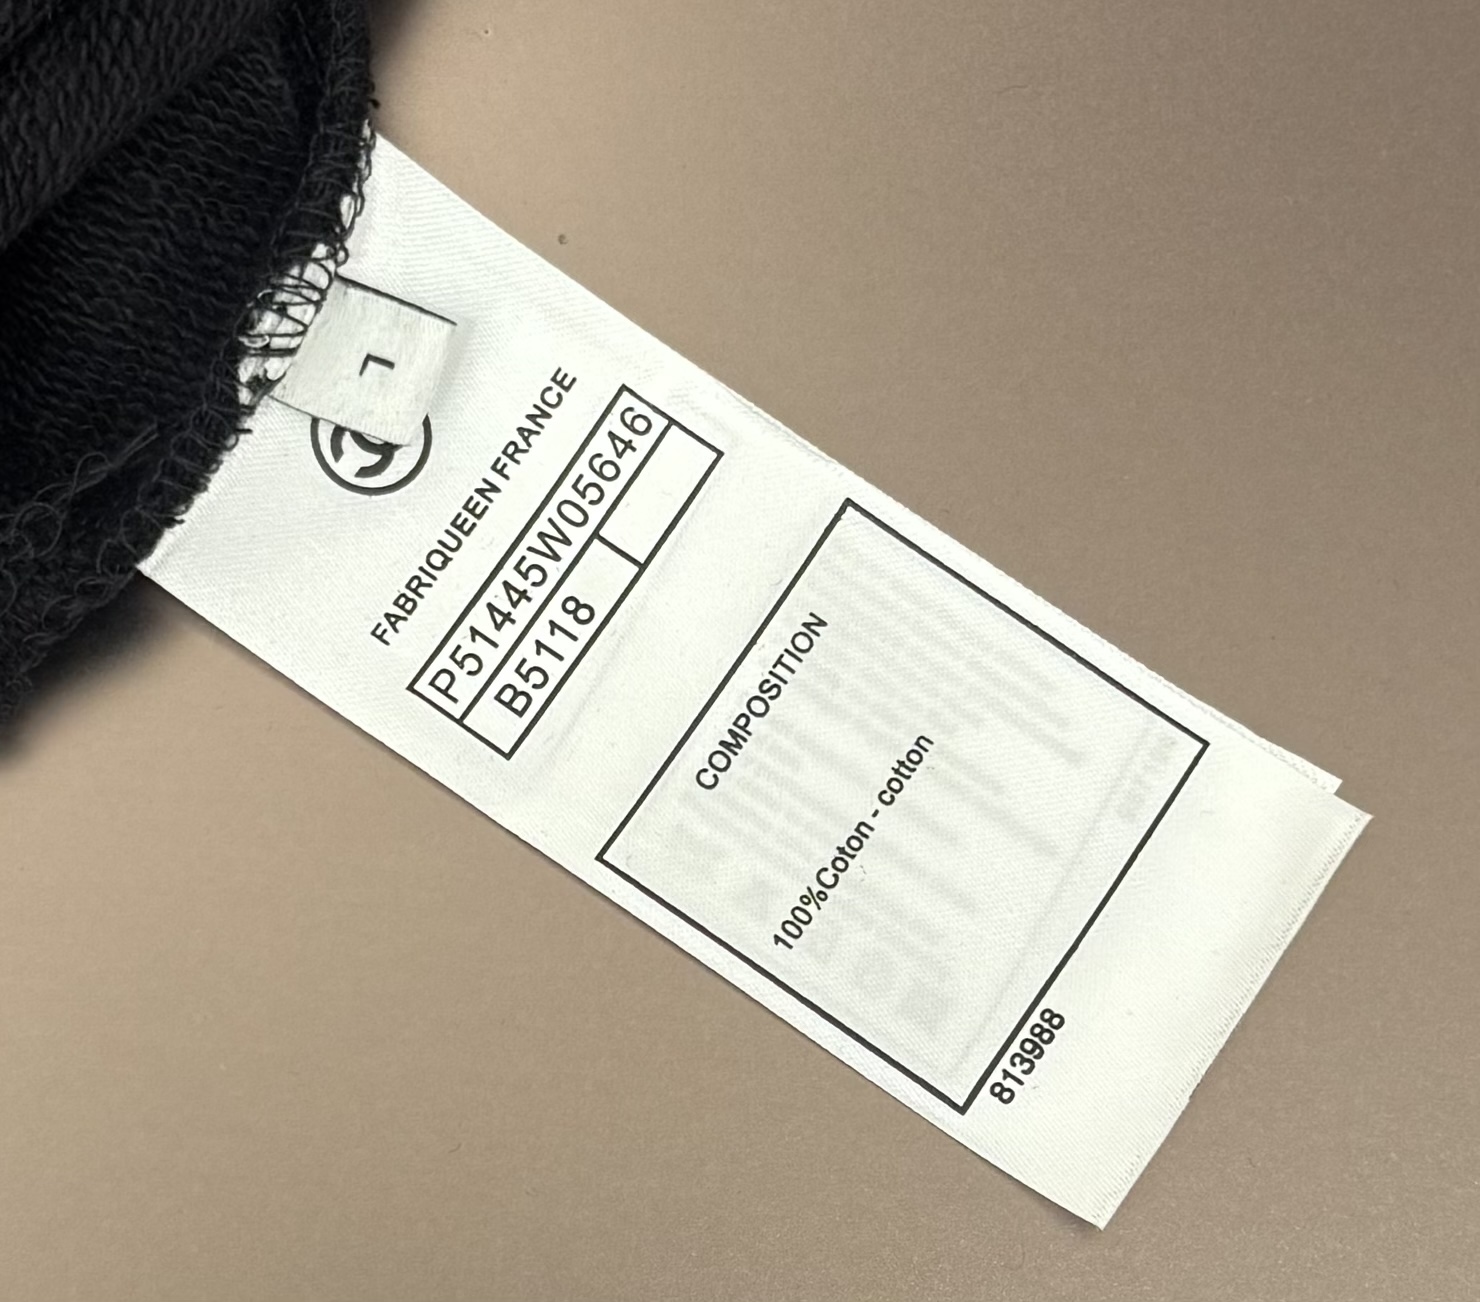 L
FABRIQUEEN FRANCE
P51445W05646
B5118
COMPOSITION
100%Coton - cotton
813988